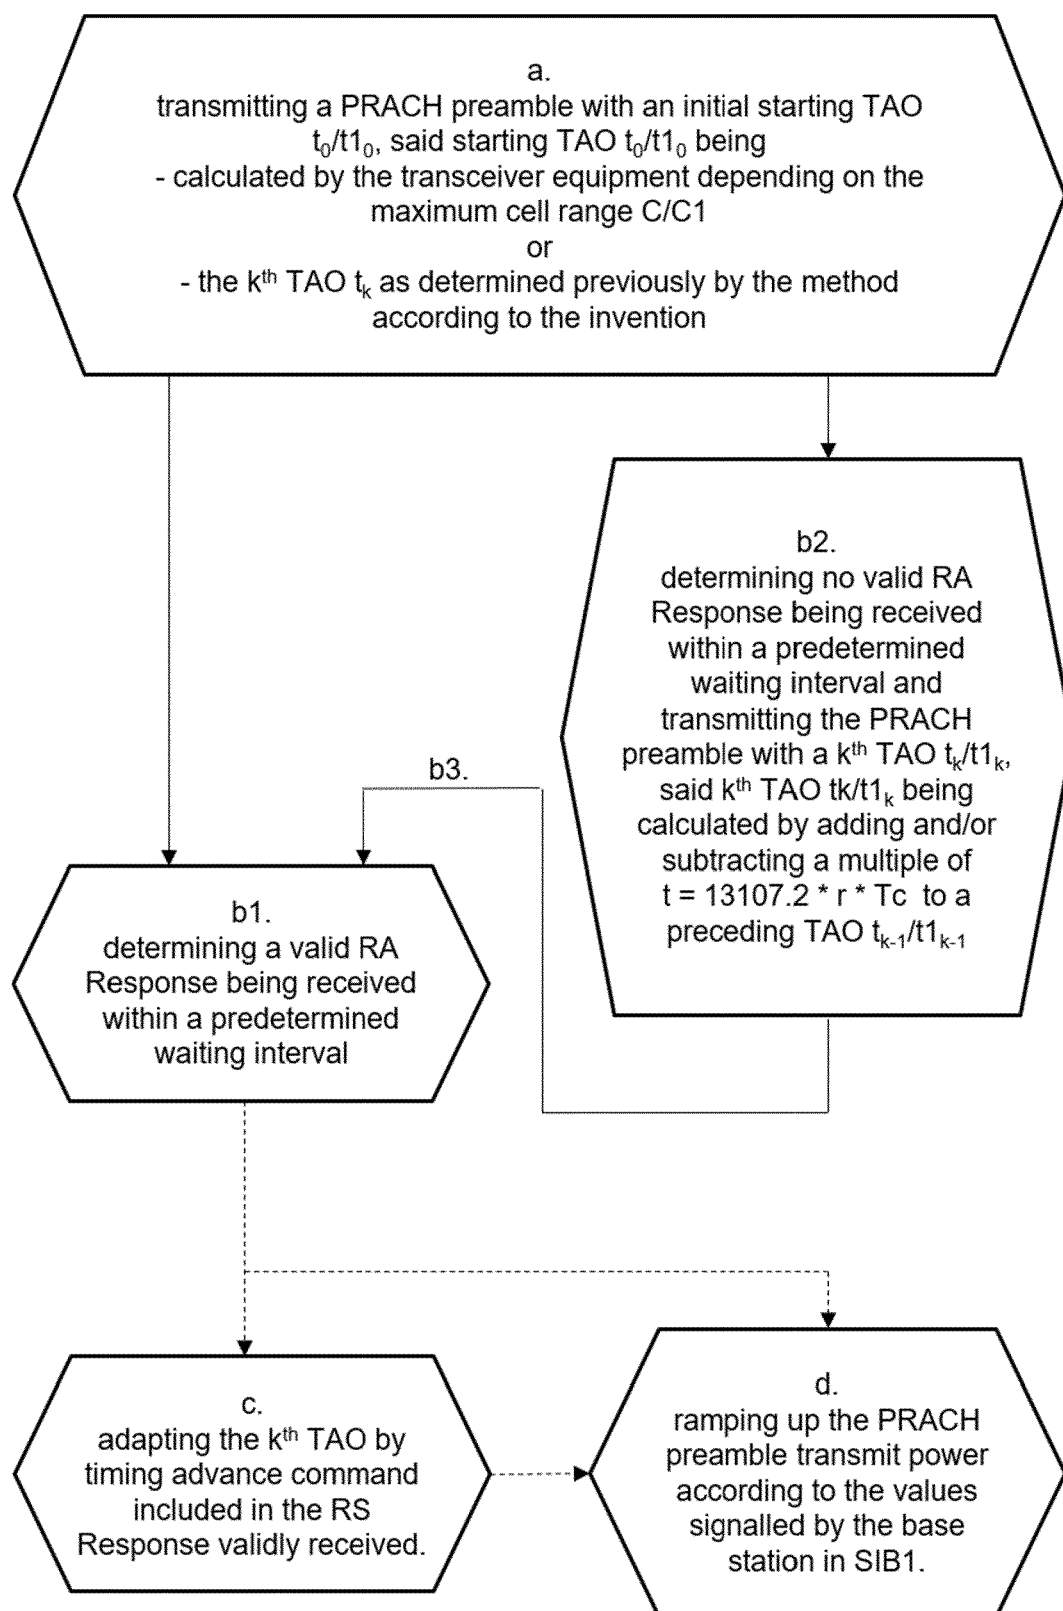 a.
transmitting a PRACH preamble with an initial starting TAO
t₀/t1₀, said starting TAO t₀/t1₀ being
- calculated by the transceiver equipment depending on the
maximum cell range C/C1
or
- the kᵗʰ TAO tₖ as determined previously by the method
according to the invention
b2.
determining no valid RA
Response being received
within a predetermined
waiting interval and
transmitting the PRACH
preamble with a kᵗʰ TAO tₖ/t1ₖ,
said kᵗʰ TAO tk/t1ₖ being
calculated by adding and/or
subtracting a multiple of
t = 13107.2 * r * Tc to a
preceding TAO tₖ₋₁/t1ₖ₋₁
b3.
b1.
determining a valid RA
Response being received
within a predetermined
waiting interval
c.
adapting the kᵗʰ TAO by
timing advance command
included in the RS
Response validly received.
d.
ramping up the PRACH
preamble transmit power
according to the values
signalled by the base
station in SIB1.